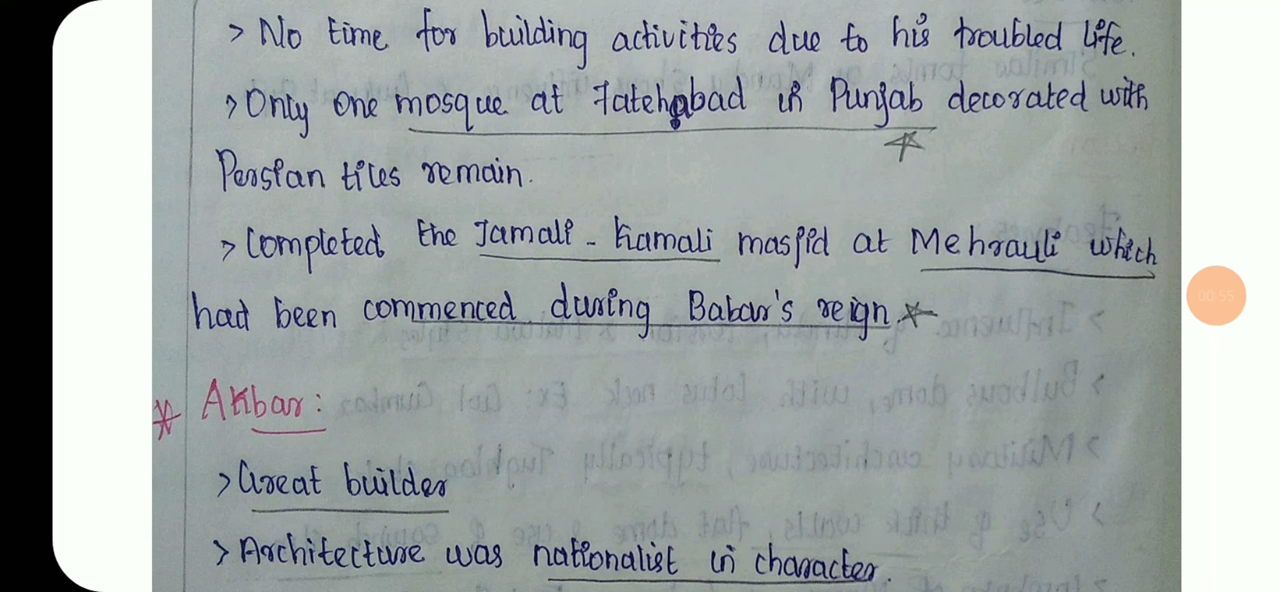 > No time for building activities due to his troubled life.
> Only one mosque at Fatehabad in Punjab decorated with
Persian tiles remain.
> Completed the Jamali - Kamali masjid at Mehrauli which
had been commenced during Babar's reign
* Akbar :
> Great builder
> Architecture was nationalist in character.
00:55